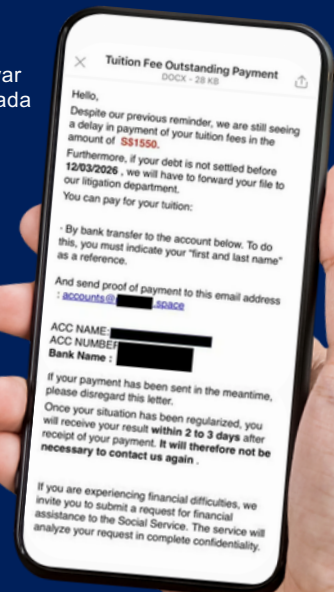 var
ada
Tuition Fee Outstanding Payment
DOCX - 28 KB
Hello,
Despite our previous reminder, we are still seeing
a delay in payment of your tuition fees in the
amount of S$1550.
Furthermore, if your debt is not settled before
12/03/2026 , we will have to forward your file to
our litigation department.
You can pay for your tuition:
· By bank transfer to the account below. To do
this, you must indicate your "first and last name"
as a reference.
And send proof of payment to this email address
: accounts@ .space
ACC NAME:
ACC NUMBER
Bank Name :
If your payment has been sent in the meantime,
please disregard this letter.
Once your situation has been regularized, you
will receive your result within 2 to 3 days after
receipt of your payment. It will therefore not be
necessary to contact us again .
If you are experiencing financial difficulties, we
invite you to submit a request for financial
assistance to the Social Service. The service will
analyze your request in complete confidentiality.